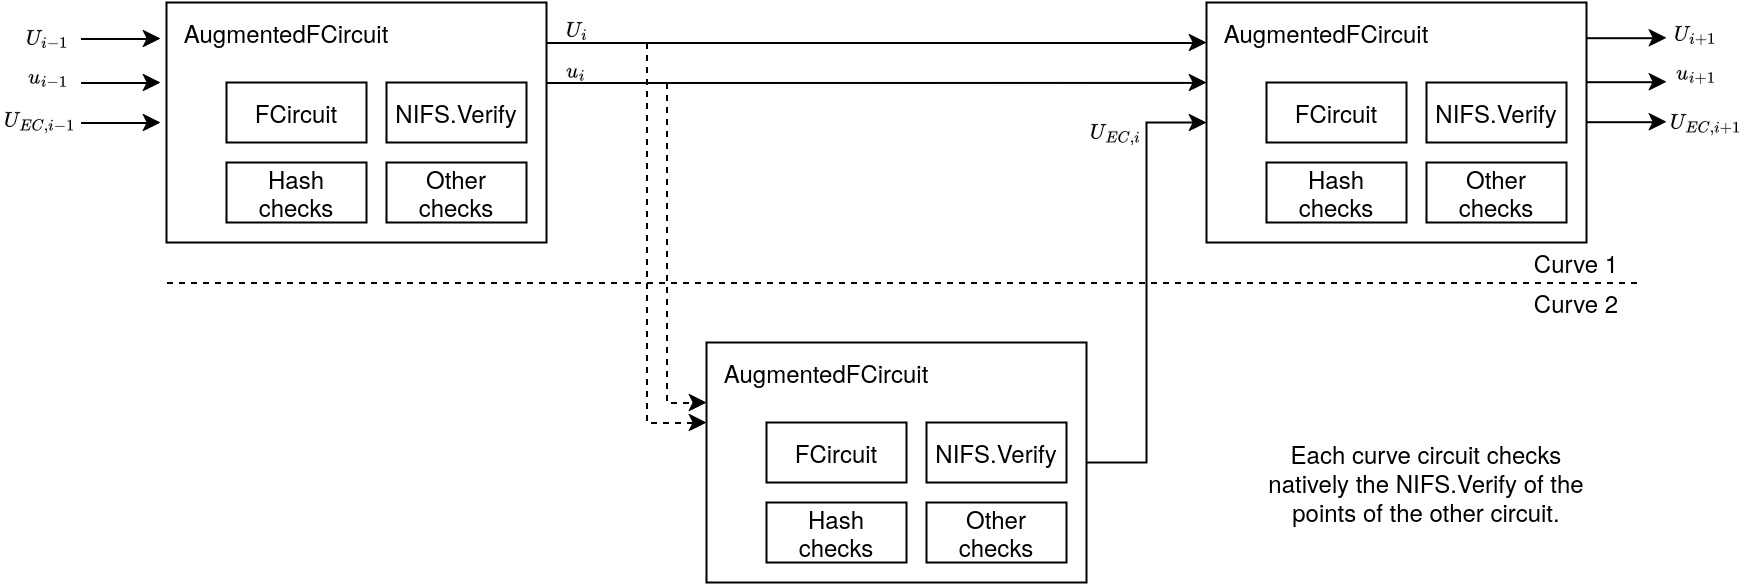 U_{i-1}
u_{i-1}
U_{EC,i-1}
AugmentedFCircuit
FCircuit
NIFS.Verify
Hash
checks
Other
checks
U_i
u_i
U_{EC,i}
AugmentedFCircuit
FCircuit
NIFS.Verify
Hash
checks
Other
checks
U_{i+1}
u_{i+1}
U_{EC,i+1}
Curve 1
Curve 2
AugmentedFCircuit
FCircuit
NIFS.Verify
Hash
checks
Other
checks
Each curve circuit checks
natively the NIFS.Verify of the
points of the other circuit.